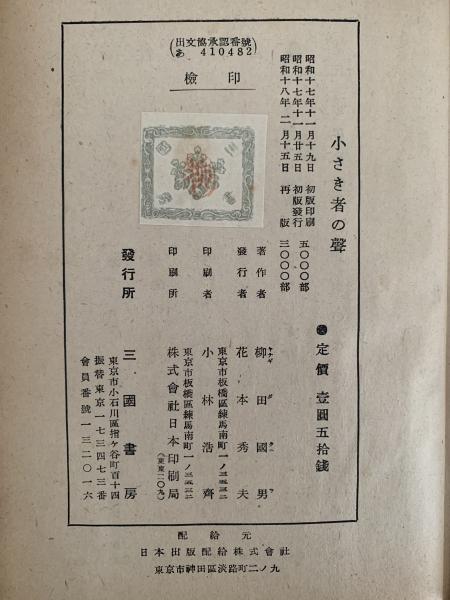 (出文協承認番號
あ 410482)
檢印
小さき者の聲
昭和十七年十一月十九日 初版印刷
昭和十七年十一月廿五日 初版發行 五〇〇〇部
昭和十八年二月十五日 再版 三〇〇〇部
定價 壹圓五拾錢
著作者 柳田國男
發行者 花本秀夫
東京市板橋區練馬南町一ノ三五三二
印刷者 小林浩齊
東京市板橋區練馬南町一ノ三五三二
印刷所 株式會社日本印刷局
(東東二〇九)
發行所 三國書房
東京市小石川區指ヶ谷町百十四
振替東京一七三四七三番
會員番號一三二〇一六
配給元
日本出版配給株式會社
東京市神田區淡路町二ノ九